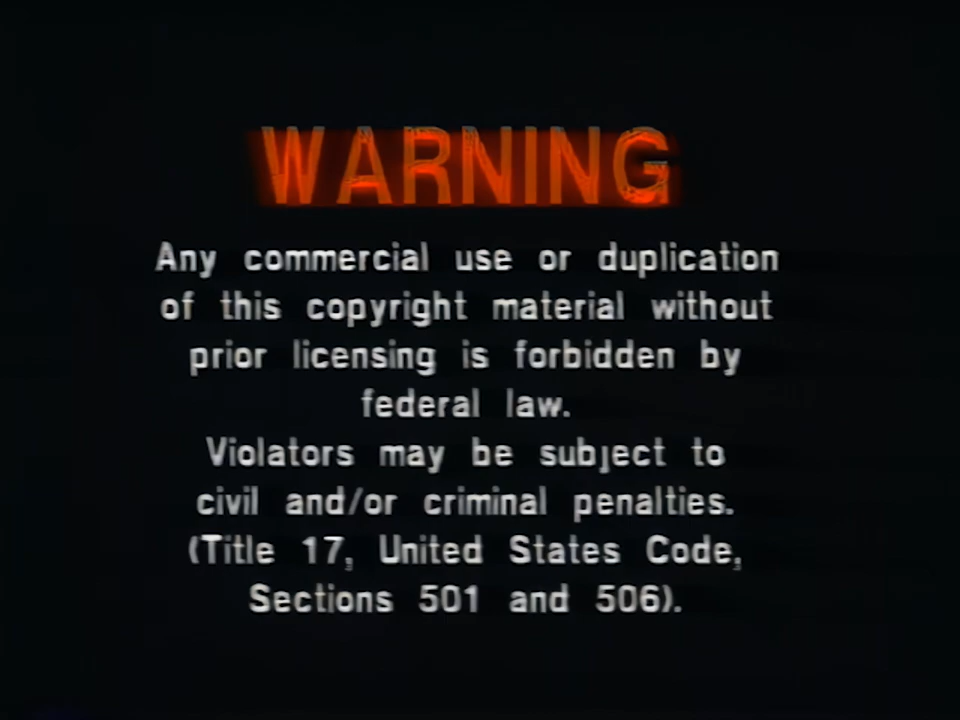 WARNING
Any commercial use or duplication
of this copyright material without
prior licensing is forbidden by
federal law.
Violators may be subject to
civil and/or criminal penalties.
(Title 17, United States Code,
Sections 501 and 506).